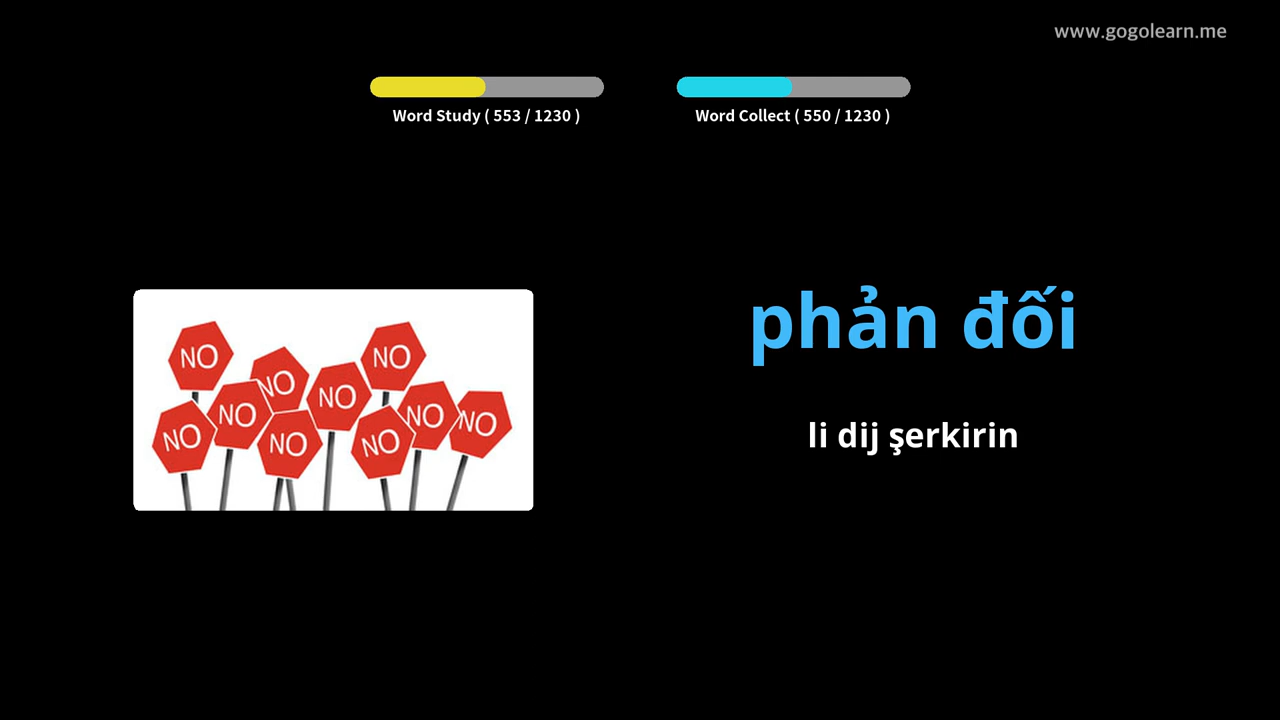 www.gogolearn.me
Word Study ( 553 / 1230 )
Word Collect ( 550 / 1230 )
NO
NO
NO
NO
NO
NO
NO
NO
NO
NO
phản đối
li dij şerkirin